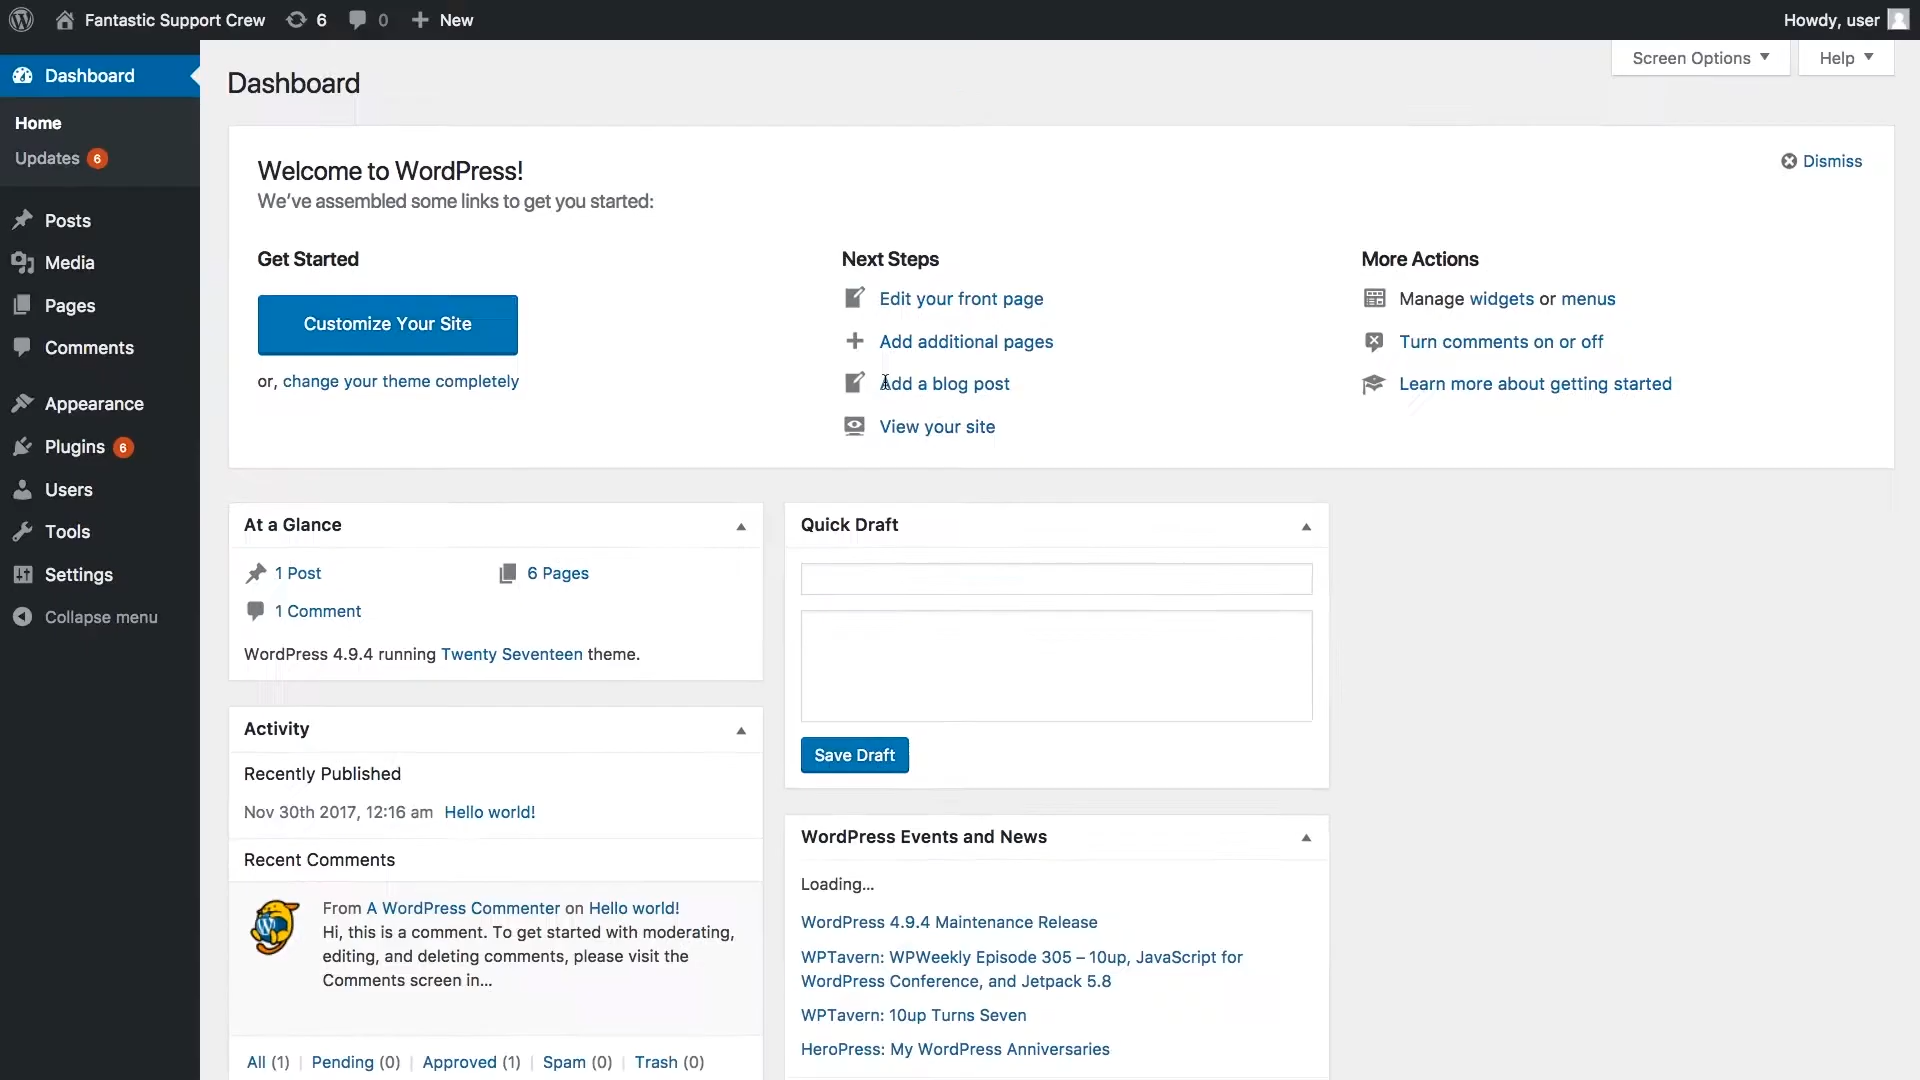 Fantastic Support Crew 6 0 New Howdy, user
Dashboard
Home
Updates 6
Posts
Media
Pages
Comments
Appearance
Plugins 6
Users
Tools
Settings
Collapse menu
Screen Options Help
Dashboard
Welcome to WordPress!
We’ve assembled some links to get you started:
Dismiss
Get Started
Customize Your Site
or, change your theme completely
Next Steps
Edit your front page
Add additional pages
Add a blog post
View your site
More Actions
Manage widgets or menus
Turn comments on or off
Learn more about getting started
At a Glance
1 Post 6 Pages
1 Comment
WordPress 4.9.4 running Twenty Seventeen theme.
Activity
Recently Published
Nov 30th 2017, 12:16 am Hello world!
Recent Comments
From A WordPress Commenter on Hello world!
Hi, this is a comment. To get started with moderating,
editing, and deleting comments, please visit the
Comments screen in…
All (1) | Pending (0) | Approved (1) | Spam (0) | Trash (0)
Quick Draft
Save Draft
WordPress Events and News
Loading…
WordPress 4.9.4 Maintenance Release
WPTavern: WPWeekly Episode 305 – 10up, JavaScript for
WordPress Conference, and Jetpack 5.8
WPTavern: 10up Turns Seven
HeroPress: My WordPress Anniversaries